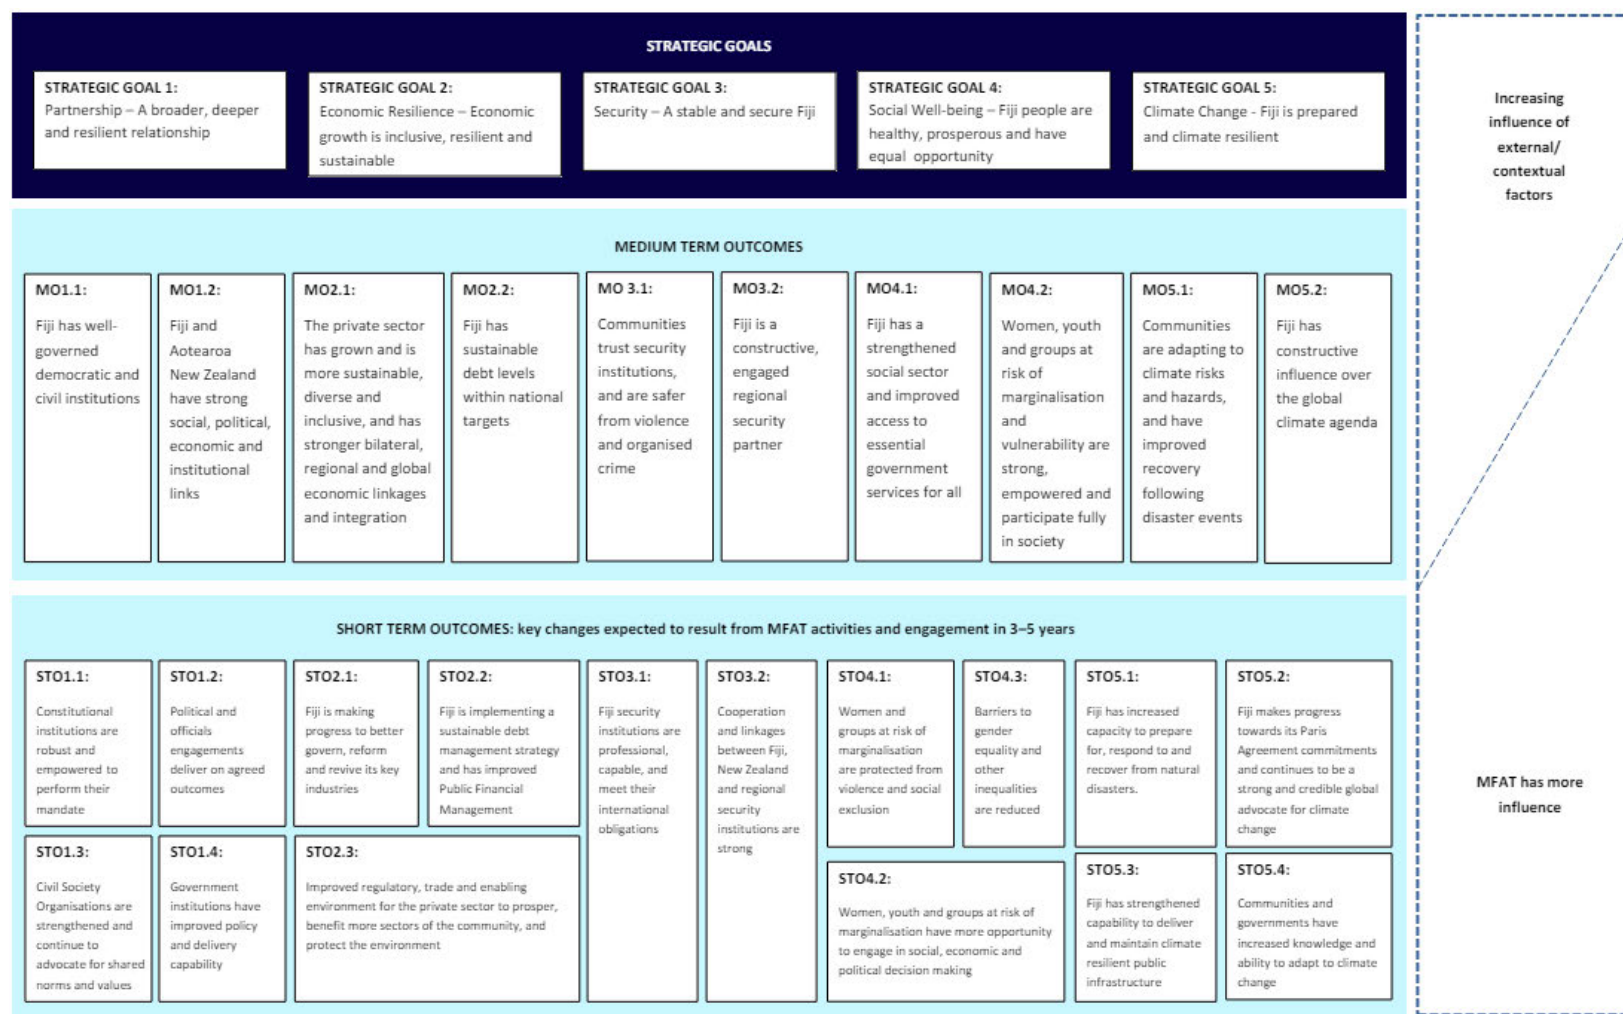 STRATEGIC GOALS
STRATEGIC GOAL 1:
Partnership – A broader, deeper
and resilient relationship
STRATEGIC GOAL 2:
Economic Resilience – Economic
growth is inclusive, resilient and
sustainable
STRATEGIC GOAL 3:
Security – A stable and secure Fiji
STRATEGIC GOAL 4:
Social Well-being – Fiji people are
healthy, prosperous and have
equal opportunity
STRATEGIC GOAL 5:
Climate Change - Fiji is prepared
and climate resilient
Increasing
influence of
external/
contextual
factors
MEDIUM TERM OUTCOMES
MO1.1:
Fiji has well-
governed
democratic and
civil institutions
MO1.2:
Fiji and
Aotearoa
New Zealand
have strong
social, political,
economic and
institutional
links
MO2.1:
The private sector
has grown and is
more sustainable,
diverse and
inclusive, and has
stronger bilateral,
regional and global
economic linkages
and integration
MO2.2:
Fiji has
sustainable
debt levels
within national
targets
MO 3.1:
Communities
trust security
institutions,
and are safer
from violence
and organised
crime
MO3.2:
Fiji is a
constructive,
engaged
regional
security
partner
MO4.1:
Fiji has a
strengthened
social sector
and improved
access to
essential
government
services for all
MO4.2:
Women, youth
and groups at
risk of
marginalisation
and
vulnerability are
strong,
empowered and
participate fully
in society
MO5.1:
Communities
are adapting to
climate risks
and hazards,
and have
improved
recovery
following
disaster events
MO5.2:
Fiji has
constructive
influence over
the global
climate agenda
SHORT TERM OUTCOMES: key changes expected to result from MFAT activities and engagement in 3–5 years
STO1.1:
Constitutional
institutions are
robust and
empowered to
perform their
mandate
STO1.2:
Political and
officials
engagements
deliver on agreed
outcomes
STO2.1:
Fiji is making
progress to better
govern, reform
and revive its key
industries
STO2.2:
Fiji is implementing a
sustainable debt
management strategy
and has improved
Public Financial
Management
STO3.1:
Fiji security
institutions are
professional,
capable, and
meet their
international
obligations
STO3.2:
Cooperation
and linkages
between Fiji,
New Zealand
and regional
security
institutions are
strong
STO4.1:
Women and
groups at risk of
marginalisation
are protected from
violence and social
exclusion
STO4.3:
Barriers to
gender
equality and
other
inequalities
are reduced
STO5.1:
Fiji has increased
capacity to prepare
for, respond to and
recover from natural
disasters.
STO5.2:
Fiji makes progress
towards its Paris
Agreement commitments
and continues to be a
strong and credible global
advocate for climate
change
STO1.3:
Civil Society
Organisations are
strengthened and
continue to
advocate for shared
norms and values
STO1.4:
Government
institutions have
improved policy
and delivery
capability
STO2.3:
Improved regulatory, trade and enabling
environment for the private sector to prosper,
benefit more sectors of the community, and
protect the environment
STO4.2:
Women, youth and groups at risk of
marginalisation have more opportunity
to engage in social, economic and
political decision making
STO5.3:
Fiji has strengthened
capability to deliver
and maintain climate
resilient public
infrastructure
STO5.4:
Communities and
governments have
increased knowledge and
ability to adapt to climate
change
MFAT has more
influence